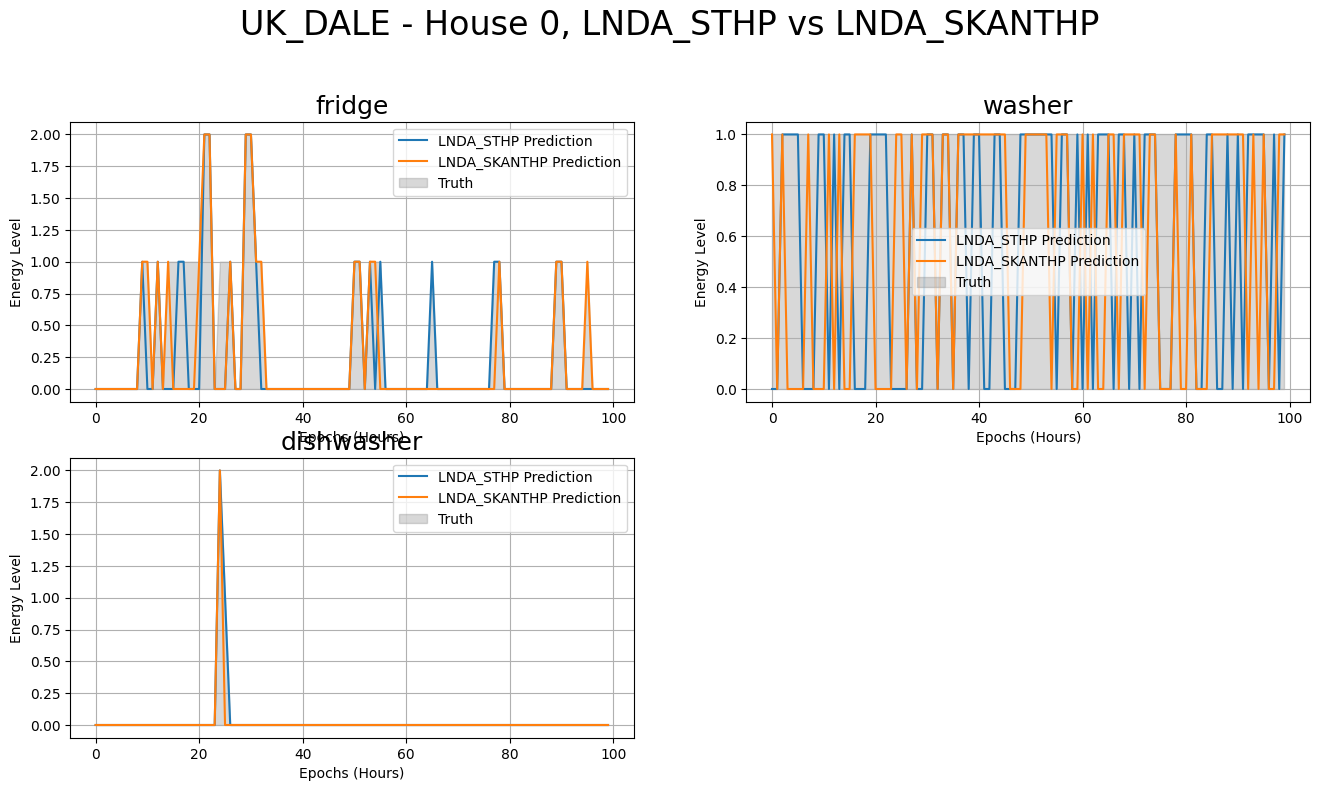 UK_DALE - House 0, LNDA_STHP vs LNDA_SKANTHP
fridge
2.00
1.75
1.50
1.25
1.00
0.75
0.50
0.25
0.00
Energy Level
LNDA_STHP Prediction
LNDA_SKANTHP Prediction
Truth
0 20 40 60 80 100
Epochs (Hours)
washer
1.0
0.8
0.6
0.4
0.2
0.0
Energy Level
LNDA_STHP Prediction
LNDA_SKANTHP Prediction
Truth
0 20 40 60 80 100
Epochs (Hours)
dishwasher
2.00
1.75
1.50
1.25
1.00
0.75
0.50
0.25
0.00
Energy Level
LNDA_STHP Prediction
LNDA_SKANTHP Prediction
Truth
0 20 40 60 80 100
Epochs (Hours)